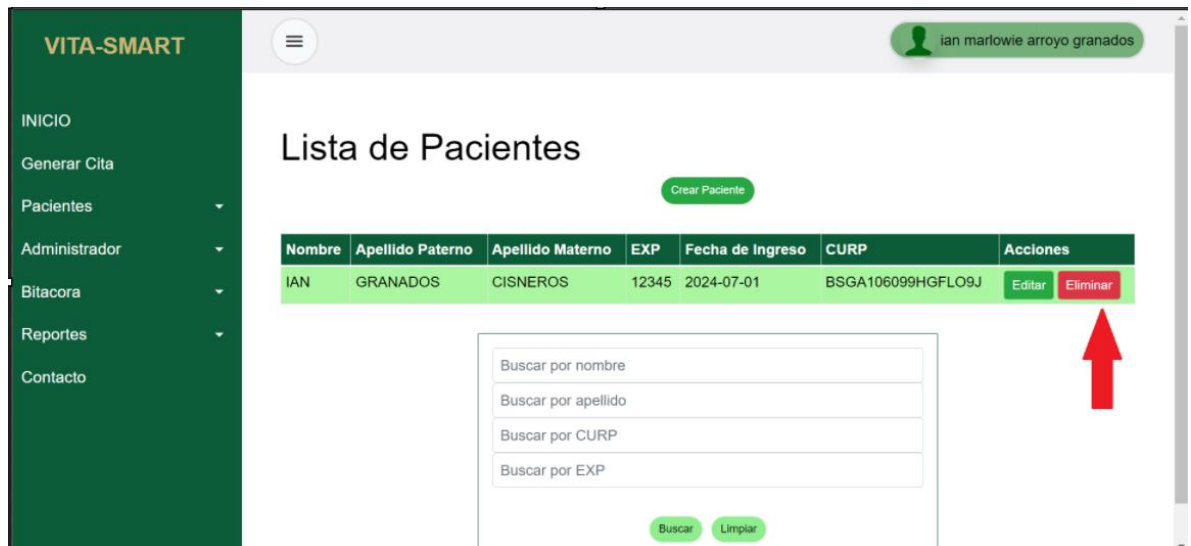 VITA-SMART
ian marlowie arroyo granados
INICIO
Generar Cita
Pacientes
Administrador
Bitacora
Reportes
Contacto
Lista de Pacientes
Crear Paciente
Nombre Apellido Paterno Apellido Materno EXP Fecha de Ingreso CURP Acciones
IAN GRANADOS CISNEROS 12345 2024-07-01 BSGA106099HGFLO9J Editar Eliminar
Buscar por nombre
Buscar por apellido
Buscar por CURP
Buscar por EXP
Buscar Limpiar